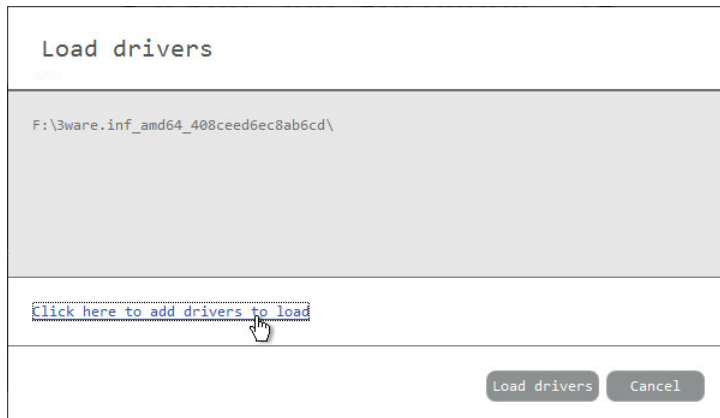 Load drivers
F:\3ware.inf_amd64_408ceed6ec8ab6cd\
Click here to add drivers to load
Load drivers
Cancel